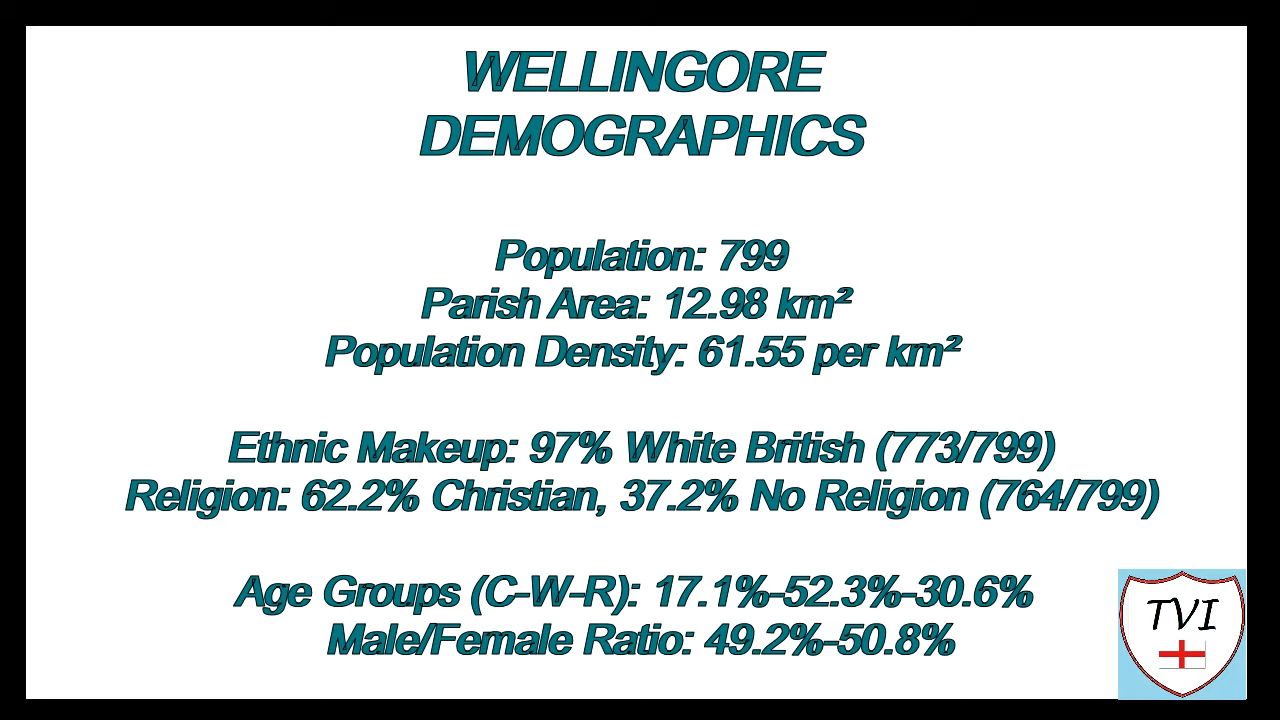 WELLINGORE
DEMOGRAPHICS
Population: 799
Parish Area: 12.98 km²
Population Density: 61.55 per km²
Ethnic Makeup: 97% White British (773/799)
Religion: 62.2% Christian, 37.2% No Religion (764/799)
Age Groups (C-W-R): 17.1%-52.3%-30.6%
Male/Female Ratio: 49.2%-50.8%
TVI